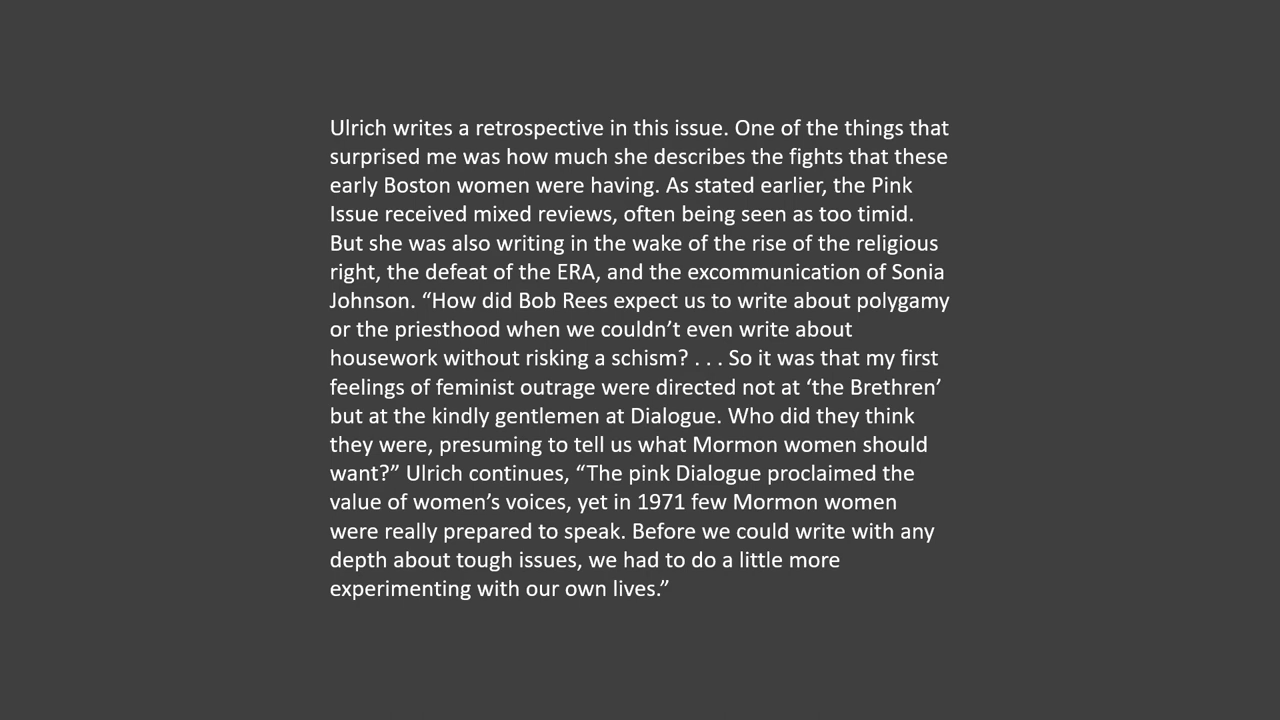 Ulrich writes a retrospective in this issue. One of the things that
surprised me was how much she describes the fights that these
early Boston women were having. As stated earlier, the Pink
Issue received mixed reviews, often being seen as too timid.
But she was also writing in the wake of the rise of the religious
right, the defeat of the ERA, and the excommunication of Sonia
Johnson. “How did Bob Rees expect us to write about polygamy
or the priesthood when we couldn’t even write about
housework without risking a schism? . . . So it was that my first
feelings of feminist outrage were directed not at ‘the Brethren’
but at the kindly gentlemen at Dialogue. Who did they think
they were, presuming to tell us what Mormon women should
want?” Ulrich continues, “The pink Dialogue proclaimed the
value of women’s voices, yet in 1971 few Mormon women
were really prepared to speak. Before we could write with any
depth about tough issues, we had to do a little more
experimenting with our own lives.”